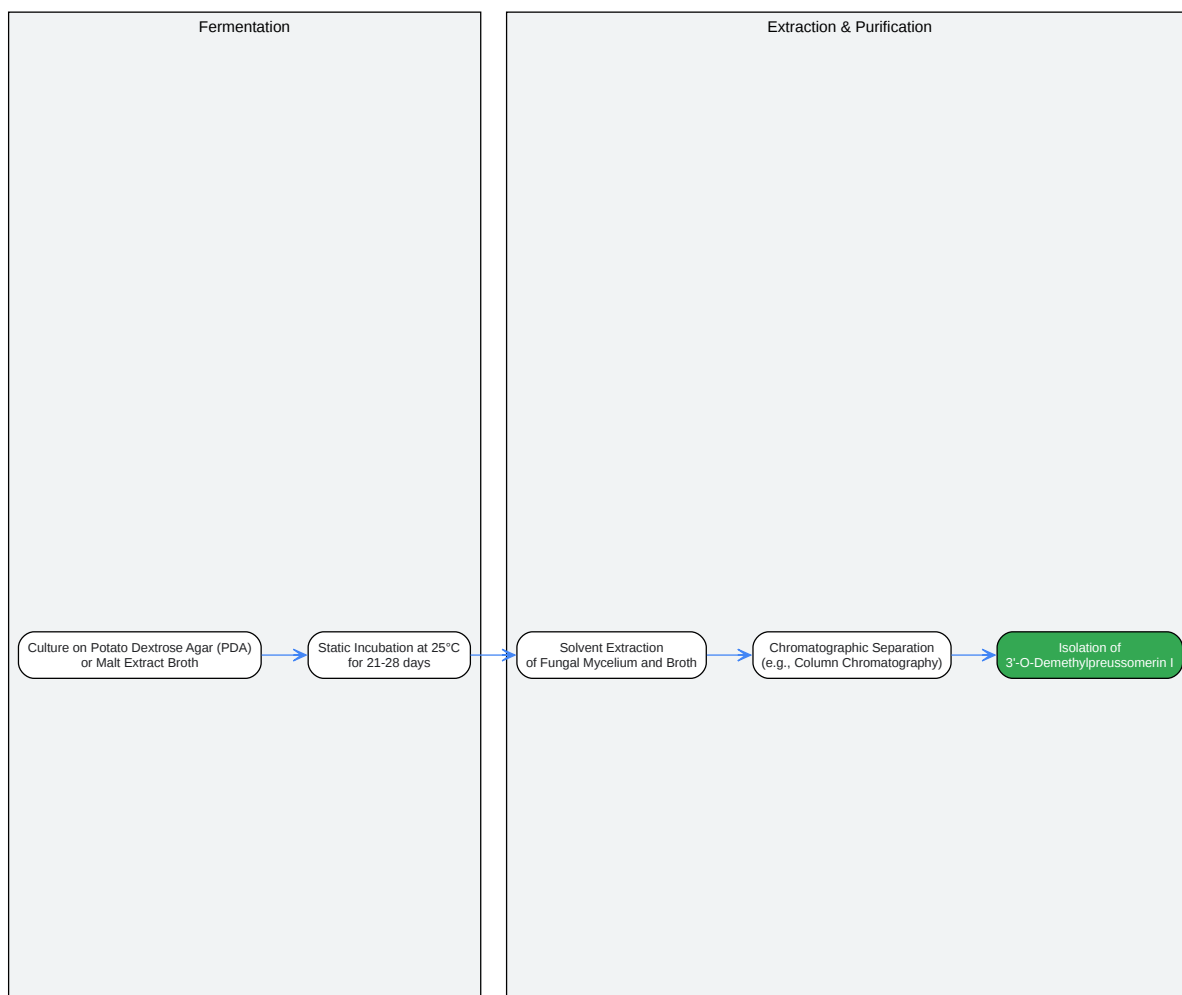 Fermentation
Extraction & Purification
Culture on Potato Dextrose Agar (PDA)
or Malt Extract Broth
Static Incubation at 25°C
for 21-28 days
Solvent Extraction
of Fungal Mycelium and Broth
Chromatographic Separation
(e.g., Column Chromatography)
Isolation of
3'-O-Demethylpreussomerin I